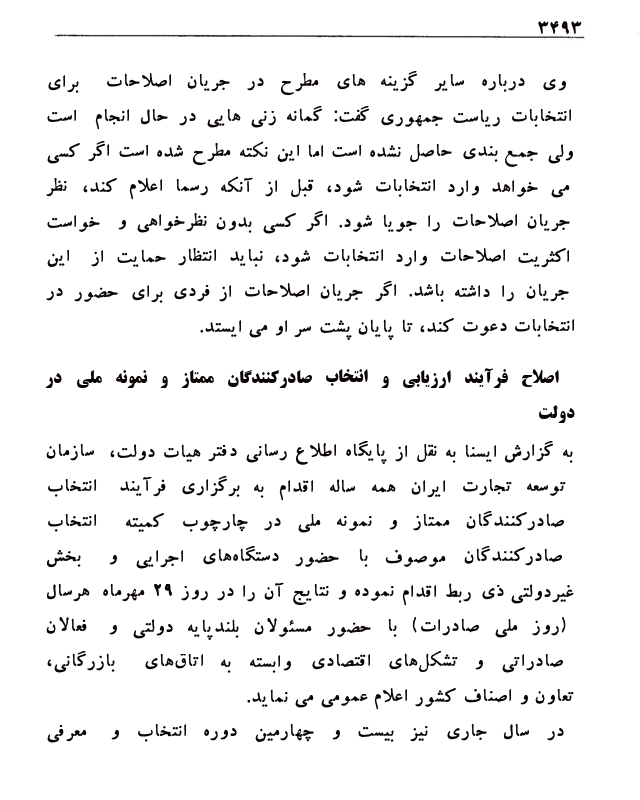 ۳۴۹۳
وی درباره سایر گزینه های مطرح در جریان اصلاحات برای
انتخابات ریاست جمهوری گفت: گمانه زنی هایی در حال انجام است
ولی جمع بندی حاصل نشده است اما این نکته مطرح شده است اگر کسی
می خواهد وارد انتخابات شود، قبل از آنکه رسما اعلام کند، نظر
جریان اصلاحات را جویا شود. اگر کسی بدون نظرخواهی و خواست
اکثریت اصلاحات وارد انتخابات شود، نباید انتظار حمایت از این
جریان را داشته باشد. اگر جریان اصلاحات از فردی برای حضور در
انتخابات دعوت کند، تا پایان پشت سر او می ایستد.
اصلاح فرآیند ارزیابی و انتخاب صادرکنندگان ممتاز و نمونه ملی در
دولت
به گزارش ایسنا به نقل از پایگاه اطلاع رسانی دفتر هیات دولت، سازمان
توسعه تجارت ایران همه ساله اقدام به برگزاری فرآیند انتخاب
صادرکنندگان ممتاز و نمونه ملی در چارچوب کمیته انتخاب
صادرکنندگان موصوف با حضور دستگاه‌های اجرایی و بخش
غیردولتی ذی ربط اقدام نموده و نتایج آن را در روز ۲۹ مهرماه هرسال
(روز ملی صادرات) با حضور مسئولان بلندپایه دولتی و فعالان
صادراتی و تشکل‌های اقتصادی وابسته به اتاق‌های بازرگانی،
تعاون و اصناف کشور اعلام عمومی می نماید.
در سال جاری نیز بیست و چهارمین دوره انتخاب و معرفی